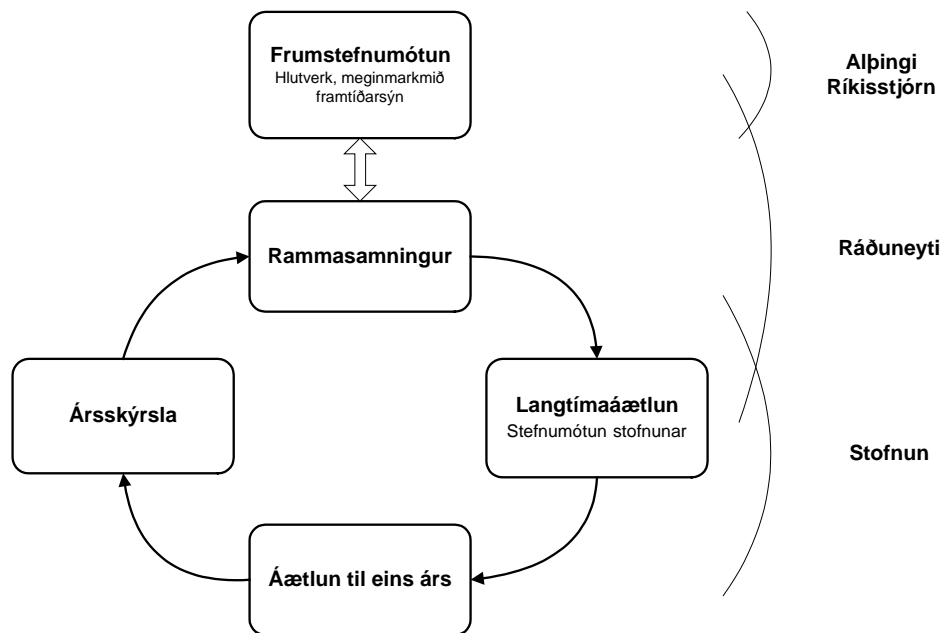 Frumstefnumótun
Hlutverk, meginmarkmið
framtíðarsýn
Alþingi
Ríkisstjórn
Rammasamningur
Ráðuneyti
Ársskýrsla
Langtímaáætlun
Stefnumótun stofnunar
Stofnun
Áætlun til eins árs